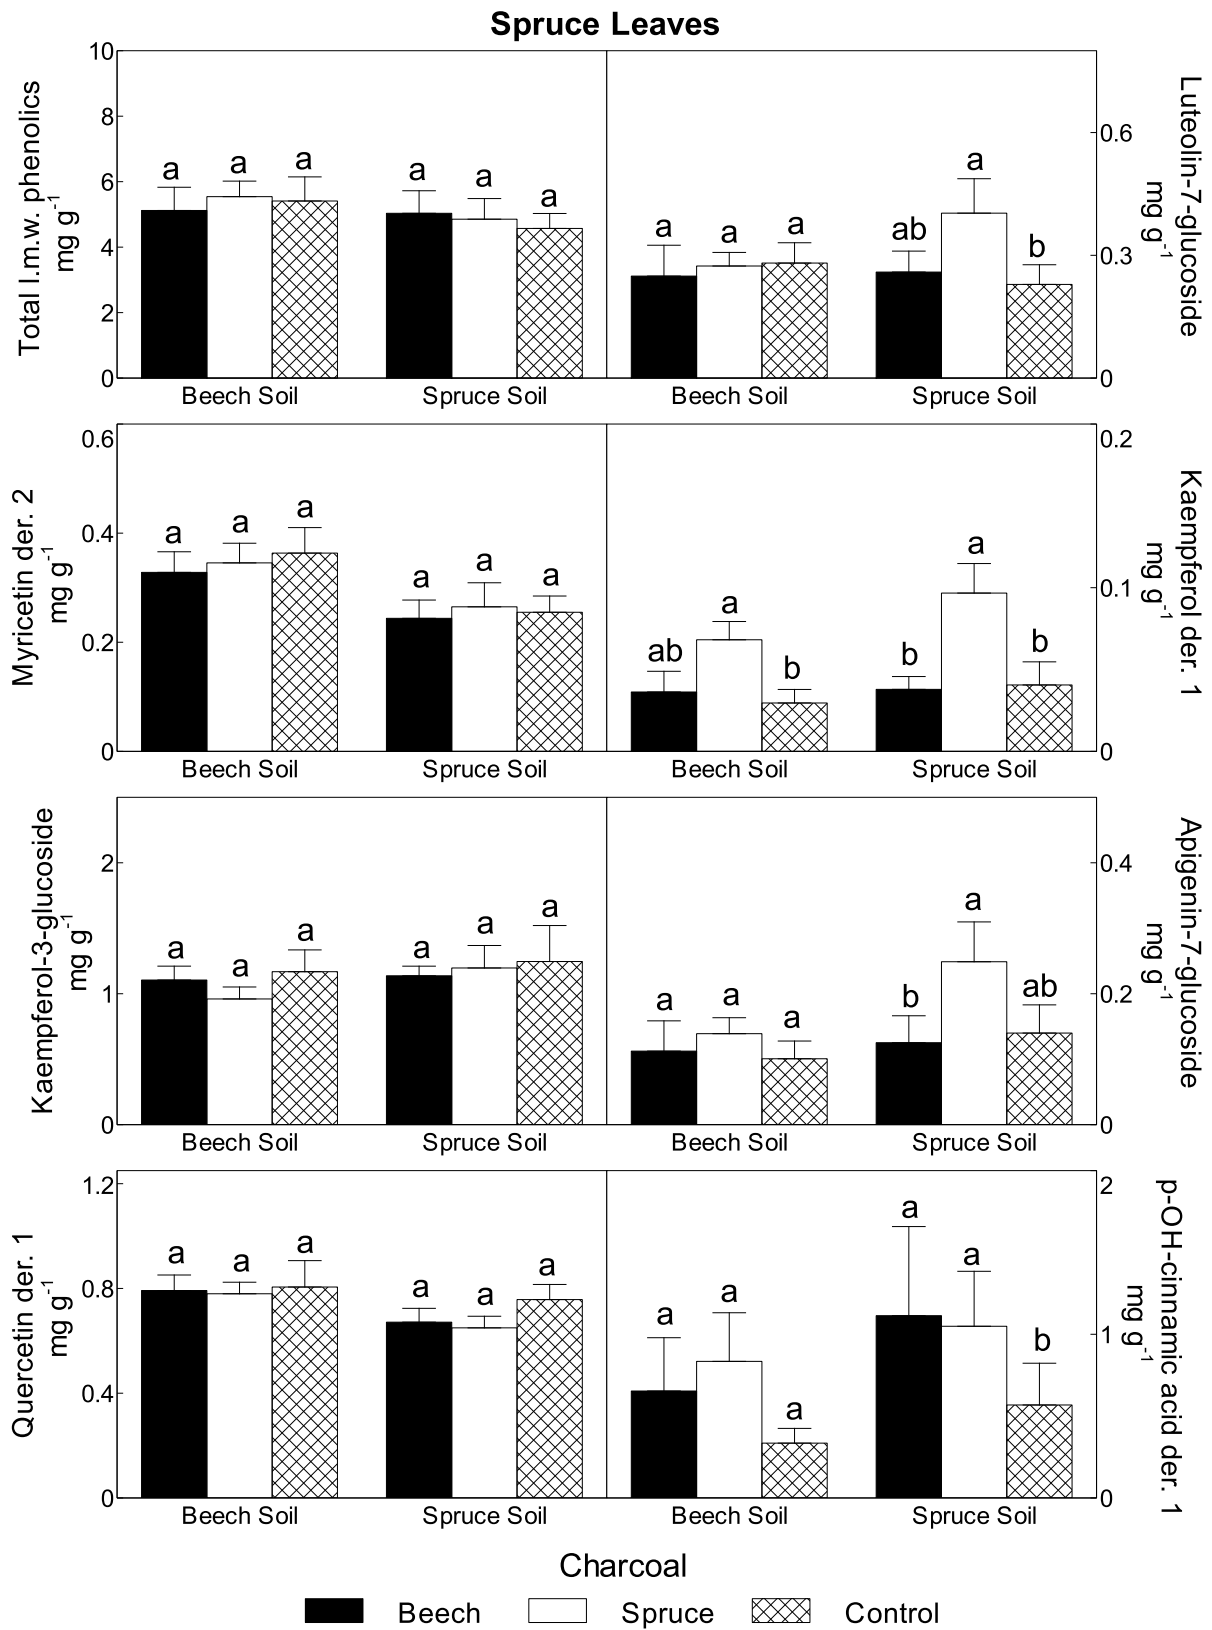 Spruce Leaves
Total l.m.w. phenolics
mg g-1
10
8
6
4
2
0
a a a a a a
Beech Soil Spruce Soil
a a a ab a b
Beech Soil Spruce Soil
0.6
0.3
0
Luteolin-7-glucoside
mg g-1
Myricetin der. 2
mg g-1
0.6
0.4
0.2
0
a a a a a a
Beech Soil Spruce Soil
ab a b b a b
Beech Soil Spruce Soil
0.2
0.1
0
Kaempferol der. 1
mg g-1
Kaempferol-3-glucoside
mg g-1
2
1
0
a a a a a a
Beech Soil Spruce Soil
a a a b a ab
Beech Soil Spruce Soil
0.4
0.2
0
Apigenin-7-glucoside
mg g-1
Quercetin der. 1
mg g-1
1.2
0.8
0.4
0
a a a a a a
Beech Soil Spruce Soil
a a a a a b
Beech Soil Spruce Soil
2
1
0
p-OH-cinnamic acid der. 1
mg g-1
Charcoal
Beech Spruce Control